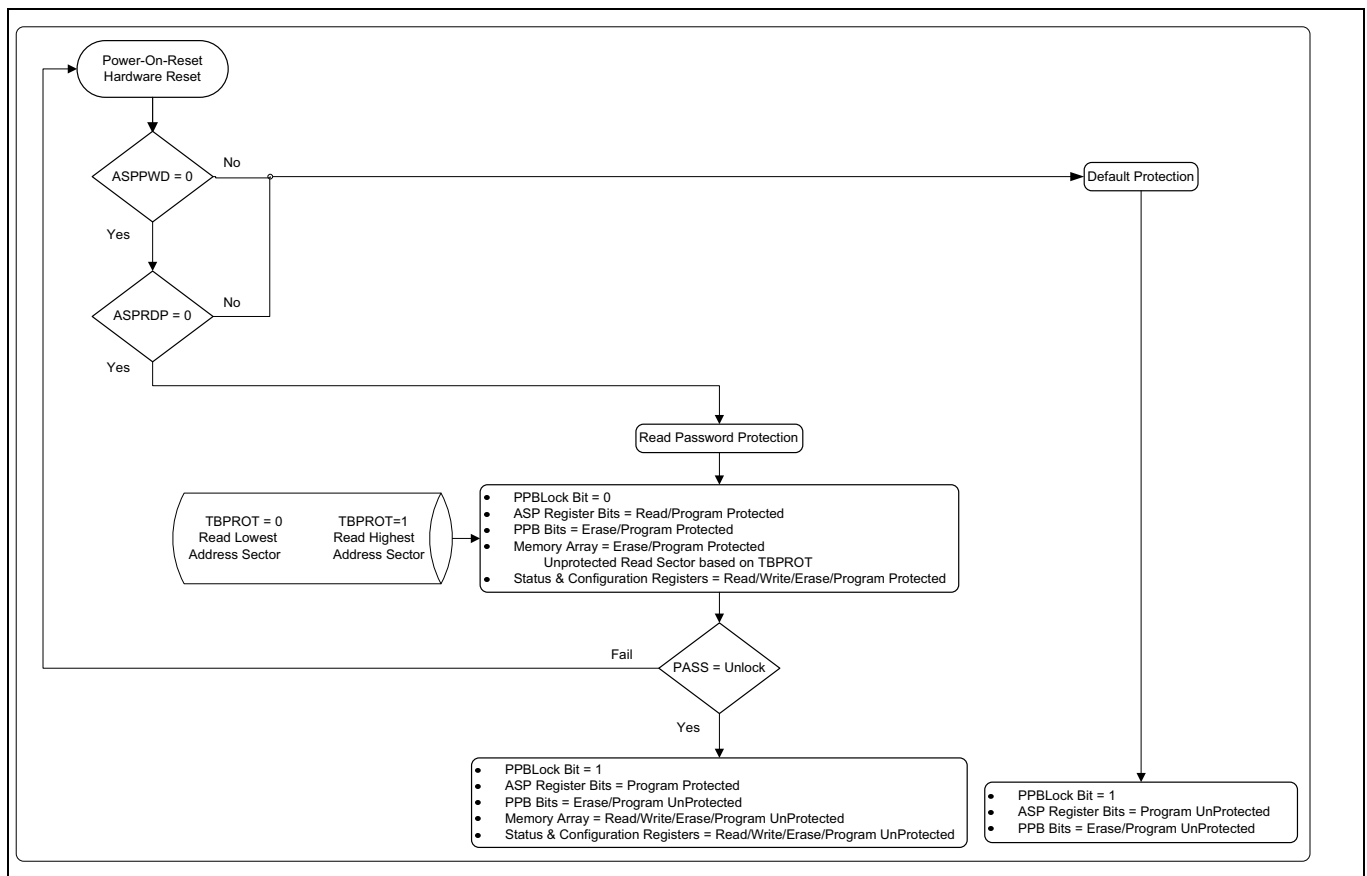 Power-On-Reset
Hardware Reset
ASPPWD = 0
No
Default Protection
Yes
ASPRDP = 0
No
Yes
Read Password Protection
TBPROT = 0
Read Lowest
Address Sector
TBPROT=1
Read Highest
Address Sector
• PPBLock Bit = 0
• ASP Register Bits = Read/Program Protected
• PPB Bits = Erase/Program Protected
• Memory Array = Erase/Program Protected
Unprotected Read Sector based on TBPROT
• Status & Configuration Registers = Read/Write/Erase/Program Protected
Fail
PASS = Unlock
Yes
• PPBLock Bit = 1
• ASP Register Bits = Program Protected
• PPB Bits = Erase/Program UnProtected
• Memory Array = Read/Write/Erase/Program UnProtected
• Status & Configuration Registers = Read/Write/Erase/Program UnProtected
• PPBLock Bit = 1
• ASP Register Bits = Program UnProtected
• PPB Bits = Erase/Program UnProtected